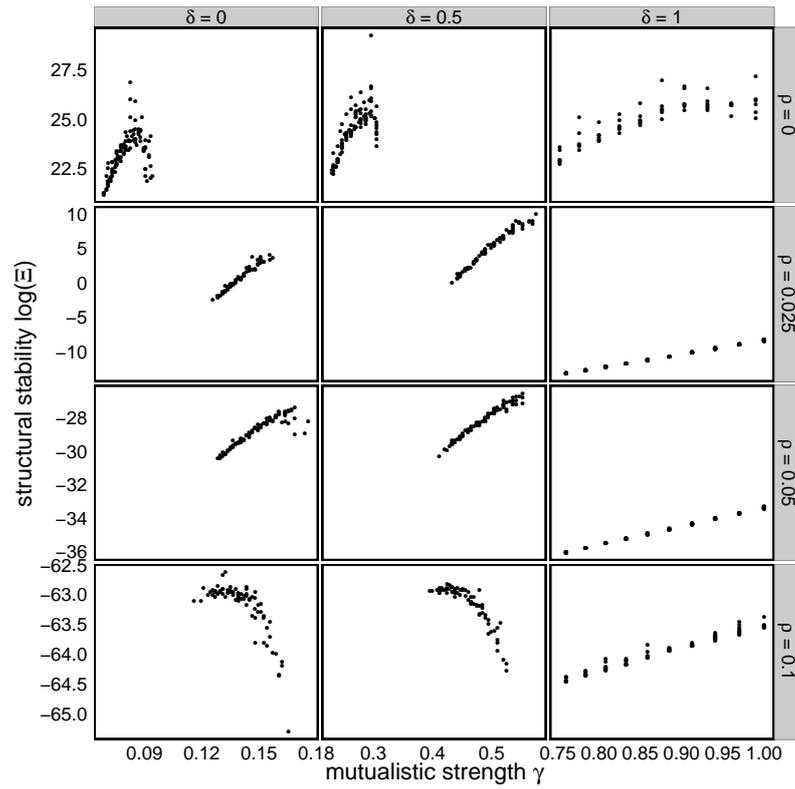 δ = 0 δ = 0.5 δ = 1
27.5
25.0
22.5
ρ = 0
10
5
0
−5
−10
ρ = 0.025
−28
−30
−32
−34
−36
ρ = 0.05
−62.5
−63.0
−63.5
−64.0
−64.5
−65.0
ρ = 0.1
structural stability log(Ξ)
0.09 0.12 0.15 0.18 0.3 0.4 0.5 0.75 0.80 0.85 0.90 0.95 1.00
mutualistic strength γ